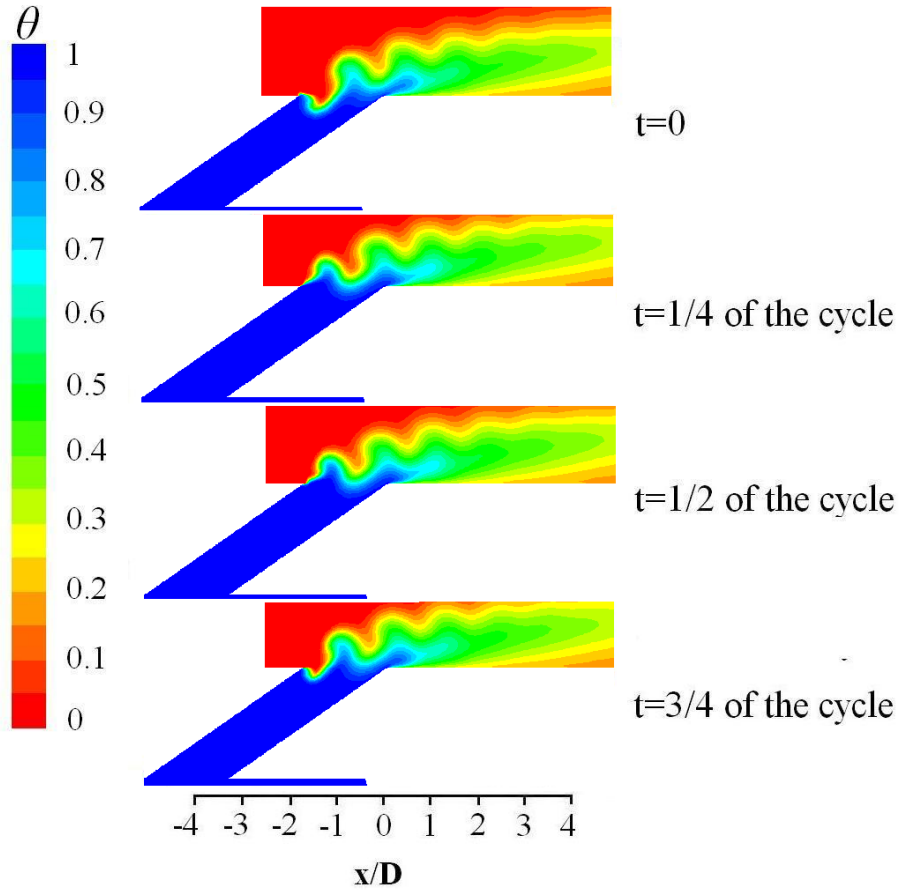 θ
1
0.9
0.8
0.7
0.6
0.5
0.4
0.3
0.2
0.1
0
t=0
t=1/4 of the cycle
t=1/2 of the cycle
t=3/4 of the cycle
-4 -3 -2 -1 0 1 2 3 4
x/D